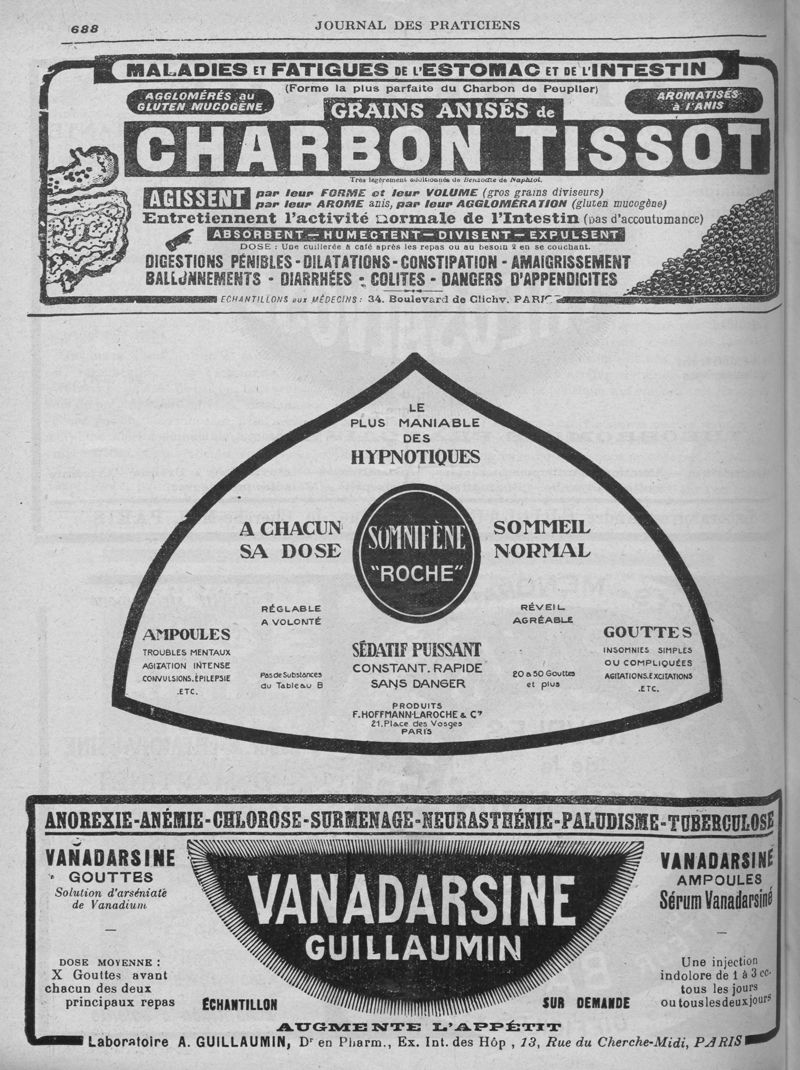 688
JOURNAL DES PRATICIENS
MALADIES ET FATIGUES DE L'ESTOMAC ET DE L'INTESTIN
(Forme la plus parfaite du Charbon de Peuplier)
AGGLOMÉRÉS au
GLUTEN MUCOGÈNE
GRAINS ANISÉS de
AROMATISÉS
à l'ANIS
CHARBON TISSOT
Très légèrement additionnés de Benzoate de Naphtol.
AGISSENT
par leur FORME et leur VOLUME (gros grains diviseurs)
par leur AROME anis, par leur AGGLOMÉRATION (gluten mucogène)
Entretiennent l'activité normale de l'Intestin (pas d'accoutumance)
ABSORBENT — HUMECTENT — DIVISENT — EXPULSENT
DOSE : Une cuillerée à café après les repas ou au besoin 2 en se couchant.
DIGESTIONS PÉNIBLES - DILATATIONS - CONSTIPATION - AMAIGRISSEMENT
BALLONNEMENTS - DIARRHÉES - COLITES - DANGERS D'APPENDICITES
ECHANTILLONS aux MÉDECINS : 34, Boulevard de Clichy, PARIS
LE
PLUS MANIABLE
DES
HYPNOTIQUES
A CHACUN
SA DOSE
SOMNIFÈNE
"ROCHE"
SOMMEIL
NORMAL
RÉGLABLE
A VOLONTÉ
RÉVEIL
AGRÉABLE
AMPOULES
TROUBLES MENTAUX
AGITATION INTENSE
CONVULSIONS. ÉPILEPSIE
.ETC.
Pas de Substances
du Tableau B
SÉDATIF PUISSANT
CONSTANT. RAPIDE
SANS DANGER
20 a 50 Gouttes
et plus
GOUTTES
INSOMNIES SIMPLES
OU COMPLIQUÉES
AGITATIONS. EXCITATIONS
.ETC.
PRODUITS
F. HOFFMANN-LAROCHE & Cie
21. Place des Vosges
PARIS
ANOREXIE-ANÉMIE-CHLOROSE-SURMENAGE-NEURASTHÉNIE-PALUDISME-TUBERCULOSE
VANADARSINE
GOUTTES
Solution d'arséniate
de Vanadium
DOSE MOYENNE :
X Gouttes avant
chacun des deux
principaux repas
VANADARSINE
GUILLAUMIN
ÉCHANTILLON
SUR DEMANDE
VANADARSINE
AMPOULES
Sérum Vanadarsiné
Une injection
indolore de 1 à 3 cc.
tous les jours
ou tous les deux jours
AUGMENTE L'APPÉTIT
Laboratoire A. GUILLAUMIN, Dr en Pharm., Ex. Int. des Hôp , 13, Rue du Cherche-Midi, PARIS